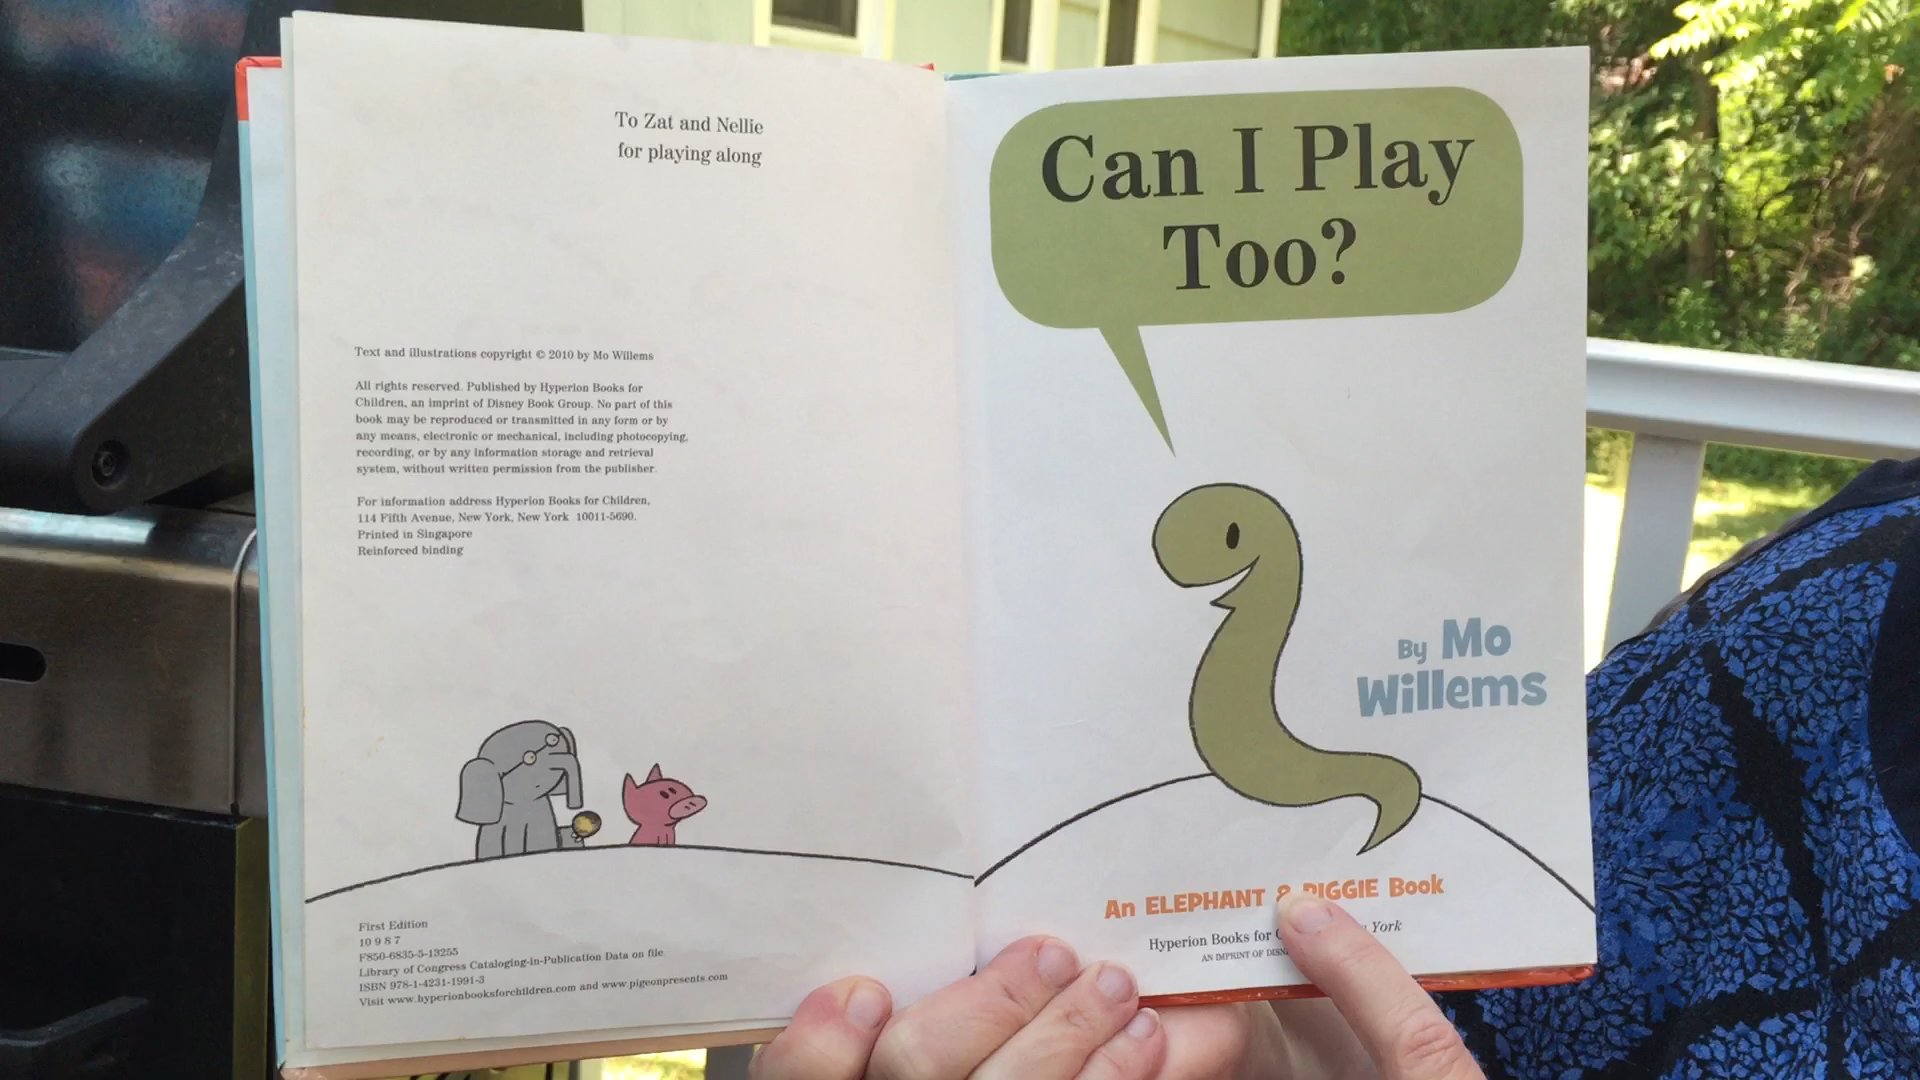 To Zat and Nellie
for playing along
Text and illustrations copyright © 2010 by Mo Willems
All rights reserved. Published by Hyperion Books for
Children, an imprint of Disney Book Group. No part of this
book may be reproduced or transmitted in any form or by
any means, electronic or mechanical, including photocopying,
recording, or by any information storage and retrieval
system, without written permission from the publisher.
For information address Hyperion Books for Children,
114 Fifth Avenue, New York, New York 10011-5690.
Printed in Singapore
Reinforced binding
First Edition
10 9 8 7
F850-6835-5-13255
Library of Congress Cataloging-in-Publication Data on file.
ISBN 978-1-4231-1991-3
Visit www.hyperionbooksforchildren.com and www.pigeonpresents.com
Can I Play
Too?
By Mo
Willems
An ELEPHANT & PIGGIE Book
Hyperion Books for York
AN IMPRINT OF